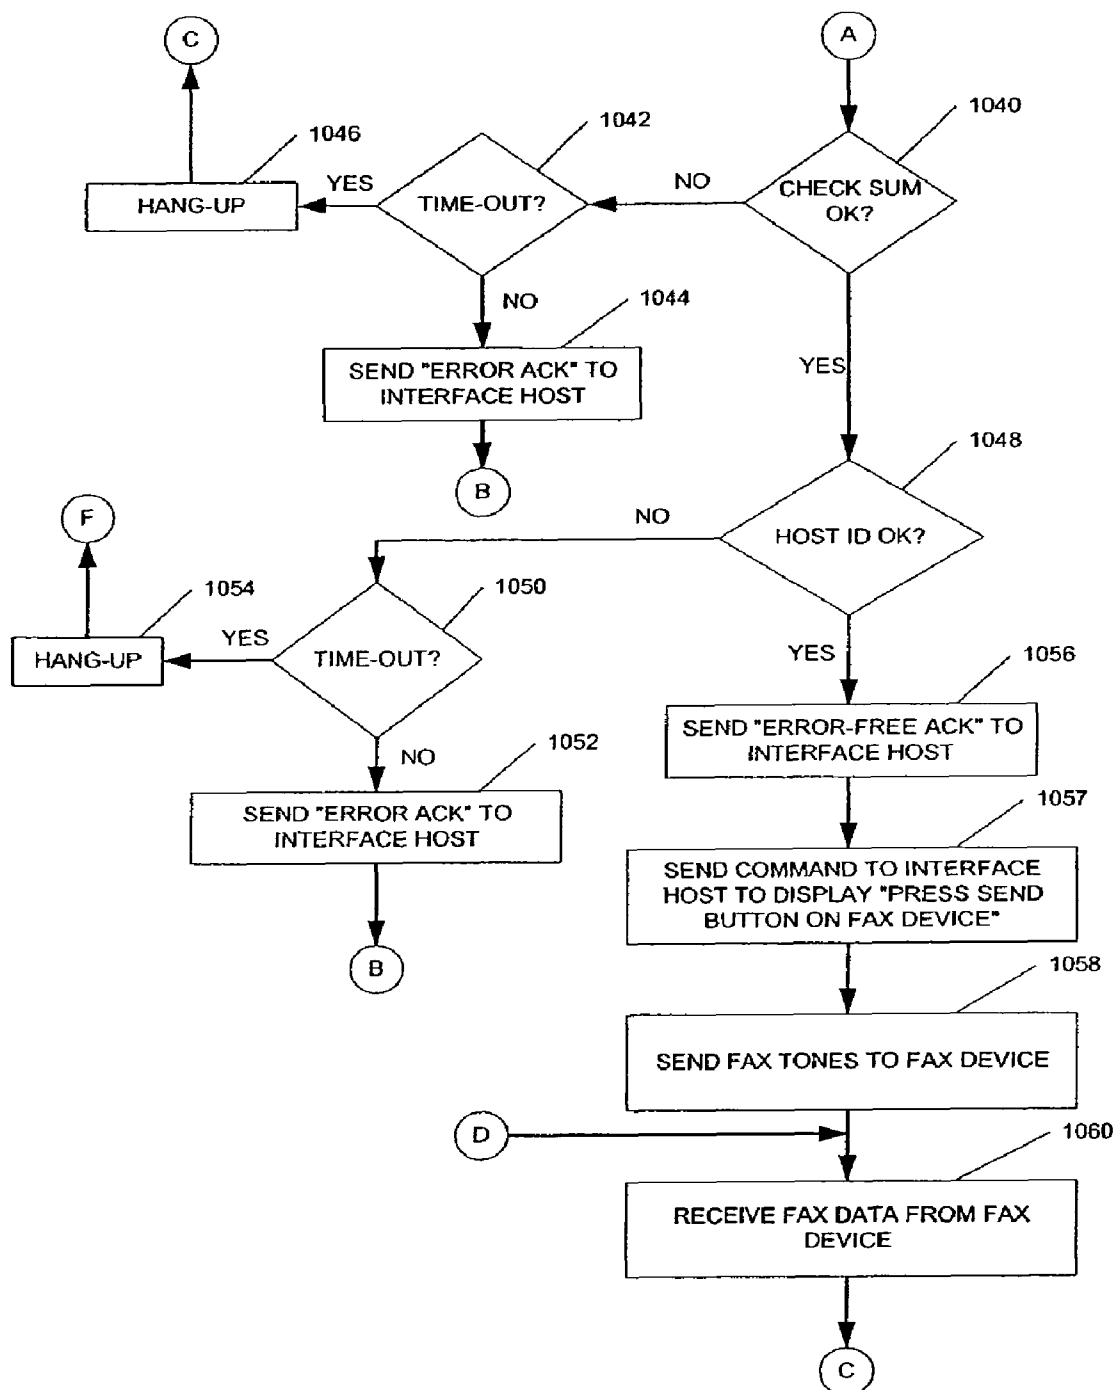 C
A
1046
1042
1040
HANG-UP
YES
TIME-OUT?
NO
CHECK SUM
OK?
NO
1044
SEND "ERROR ACK" TO
INTERFACE HOST
YES
B
1048
F
NO
HOST ID OK?
1054
1050
HANG-UP
YES
TIME-OUT?
YES
1056
SEND "ERROR-FREE ACK" TO
INTERFACE HOST
NO
1052
SEND "ERROR ACK" TO
INTERFACE HOST
1057
SEND COMMAND TO INTERFACE
HOST TO DISPLAY "PRESS SEND
BUTTON ON FAX DEVICE"
B
1058
SEND FAX TONES TO FAX DEVICE
D
1060
RECEIVE FAX DATA FROM FAX
DEVICE
C